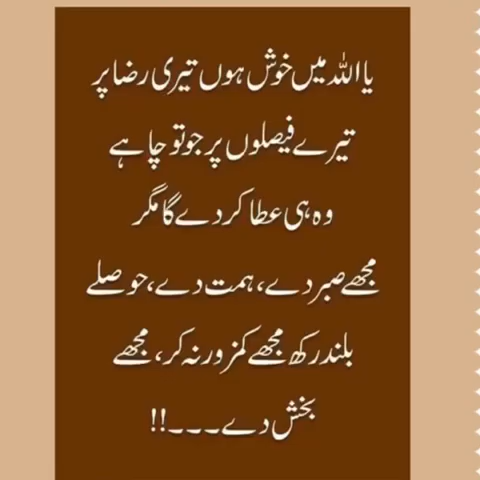 یا اللہ میں خوش ہوں تیری رضا پر
تیرے فیصلوں پر جو تو چاہے
وہ ہی عطا کر دے گا مگر
مجھے صبر دے، ہمت دے، حوصلے
بلند رکھ مجھے کمزور نہ کر، مجھے
بخش دے۔۔۔!!